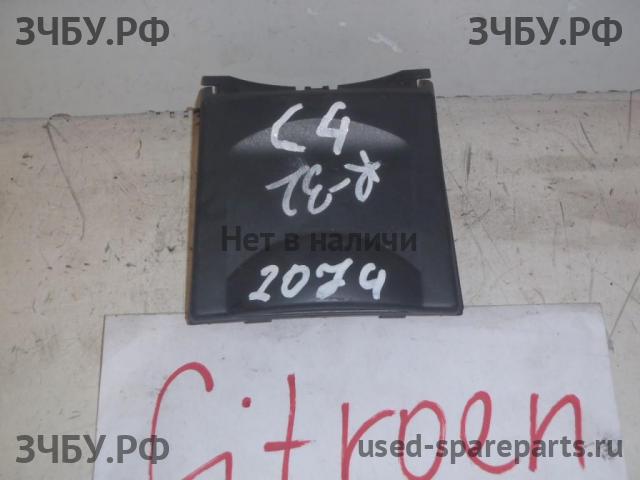 ЗЧБУ.РФ
ЗЧБУ.РФ
C4
Нет в наличи
2074
Citroen
ЗЧБУ.РФ
used-spareparts.ru